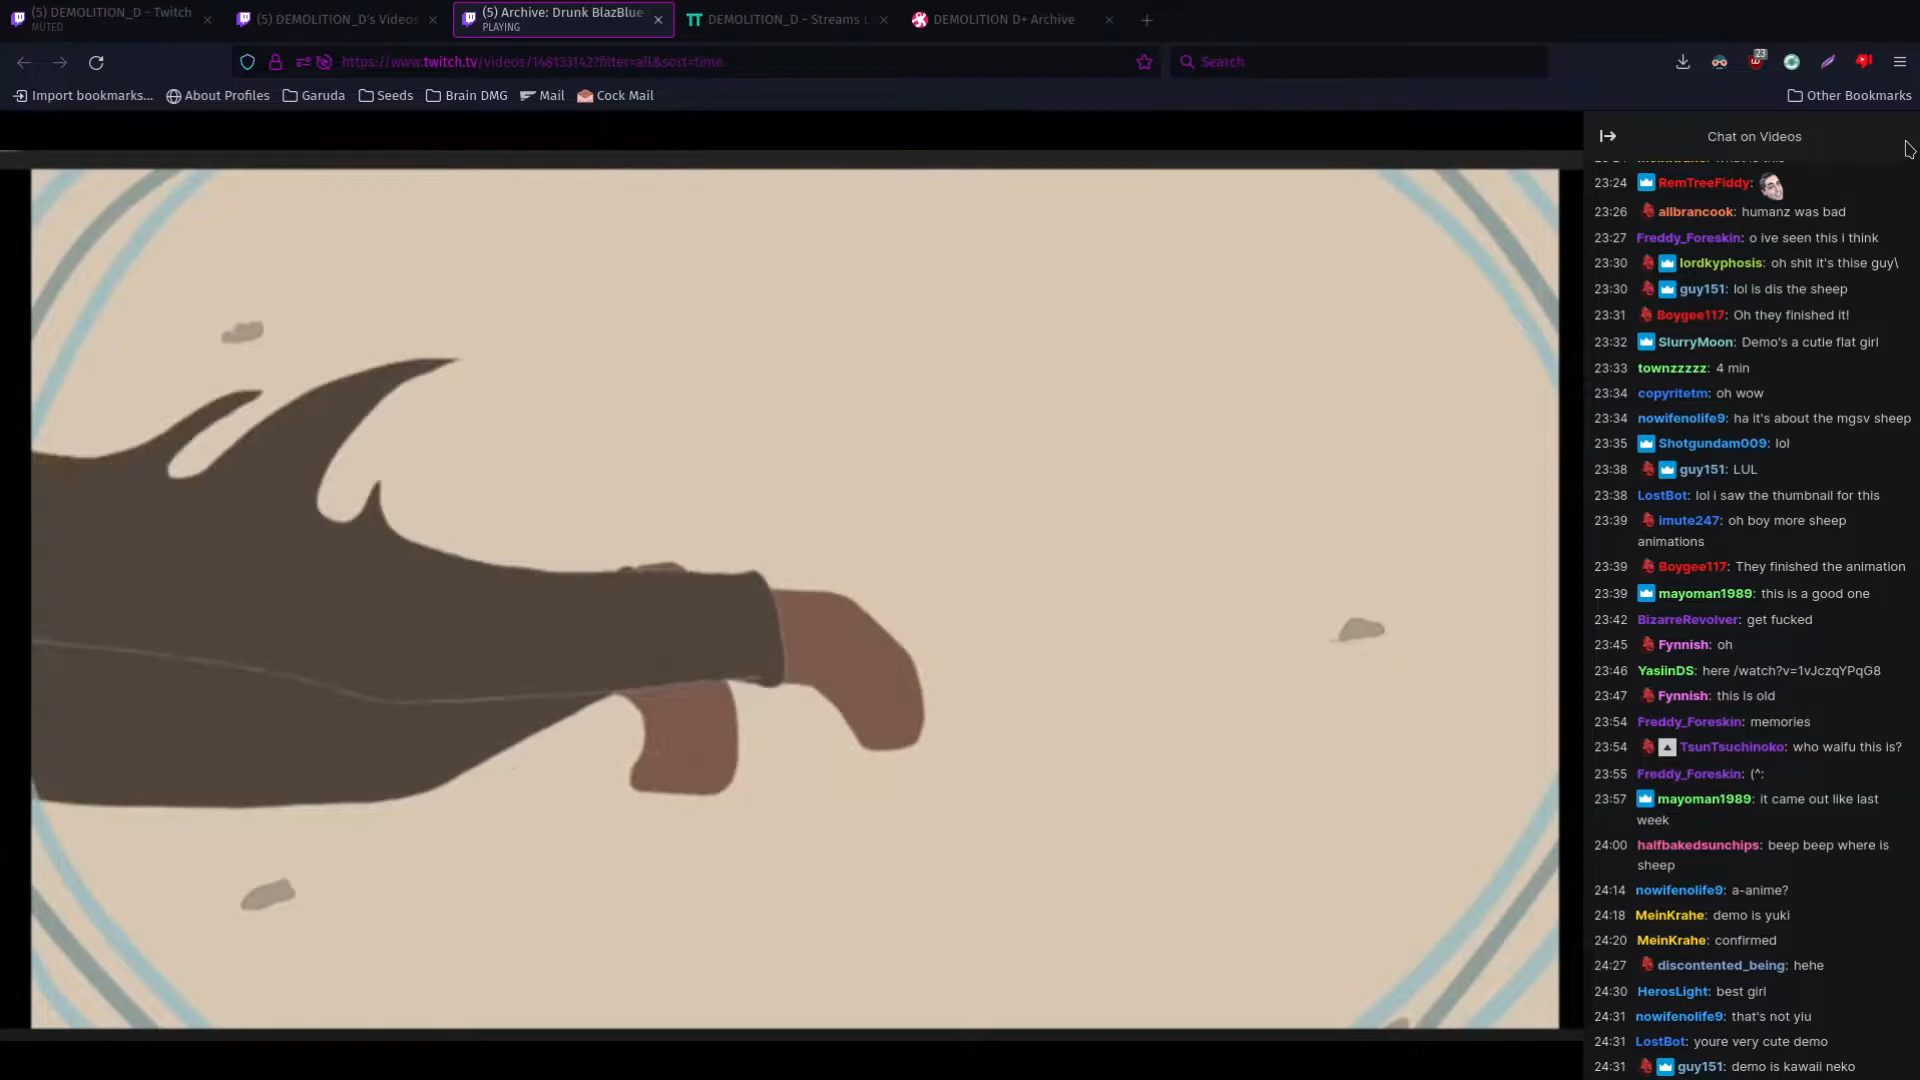 (5) DEMOLITION_D - Twitch
MUTED
(5) DEMOLITION_D's Videos
(5) Archive: Drunk BlazBlue
PLAYING
DEMOLITION_D - Streams L
DEMOLITION D+ Archive
https://www.twitch.tv/videos/148133142?filter=all&sort=time
Search
23
Import bookmarks...
About Profiles
Garuda
Seeds
Brain DMG
Mail
Cock Mail
Other Bookmarks
Chat on Videos
23:24 RemTreeFiddy:
23:26 allbrancook: humanz was bad
23:27 Freddy_Foreskin: o ive seen this i think
23:30 lordkyphosis: oh shit it's thise guy\
23:30 guy151: lol is dis the sheep
23:31 Boygee117: Oh they finished it!
23:32 SlurryMoon: Demo's a cutie flat girl
23:33 townzzzzz: 4 min
23:34 copyritetm: oh wow
23:34 nowifenolife9: ha it's about the mgsv sheep
23:35 Shotgundam009: lol
23:38 guy151: LUL
23:38 LostBot: lol i saw the thumbnail for this
23:39 imute247: oh boy more sheep
animations
23:39 Boygee117: They finished the animation
23:39 mayoman1989: this is a good one
23:42 BizarreRevolver: get fucked
23:45 Fynnish: oh
23:46 YasiinDS: here /watch?v=1vJczqYPqG8
23:47 Fynnish: this is old
23:54 Freddy_Foreskin: memories
23:54 TsunTsuchinoko: who waifu this is?
23:55 Freddy_Foreskin: (^:
23:57 mayoman1989: it came out like last
week
24:00 halfbakedsunchips: beep beep where is
sheep
24:14 nowifenolife9: a-anime?
24:18 MeinKrahe: demo is yuki
24:20 MeinKrahe: confirmed
24:27 discontented_being: hehe
24:30 HerosLight: best girl
24:31 nowifenolife9: that's not yiu
24:31 LostBot: youre very cute demo
24:31 guy151: demo is kawaii neko